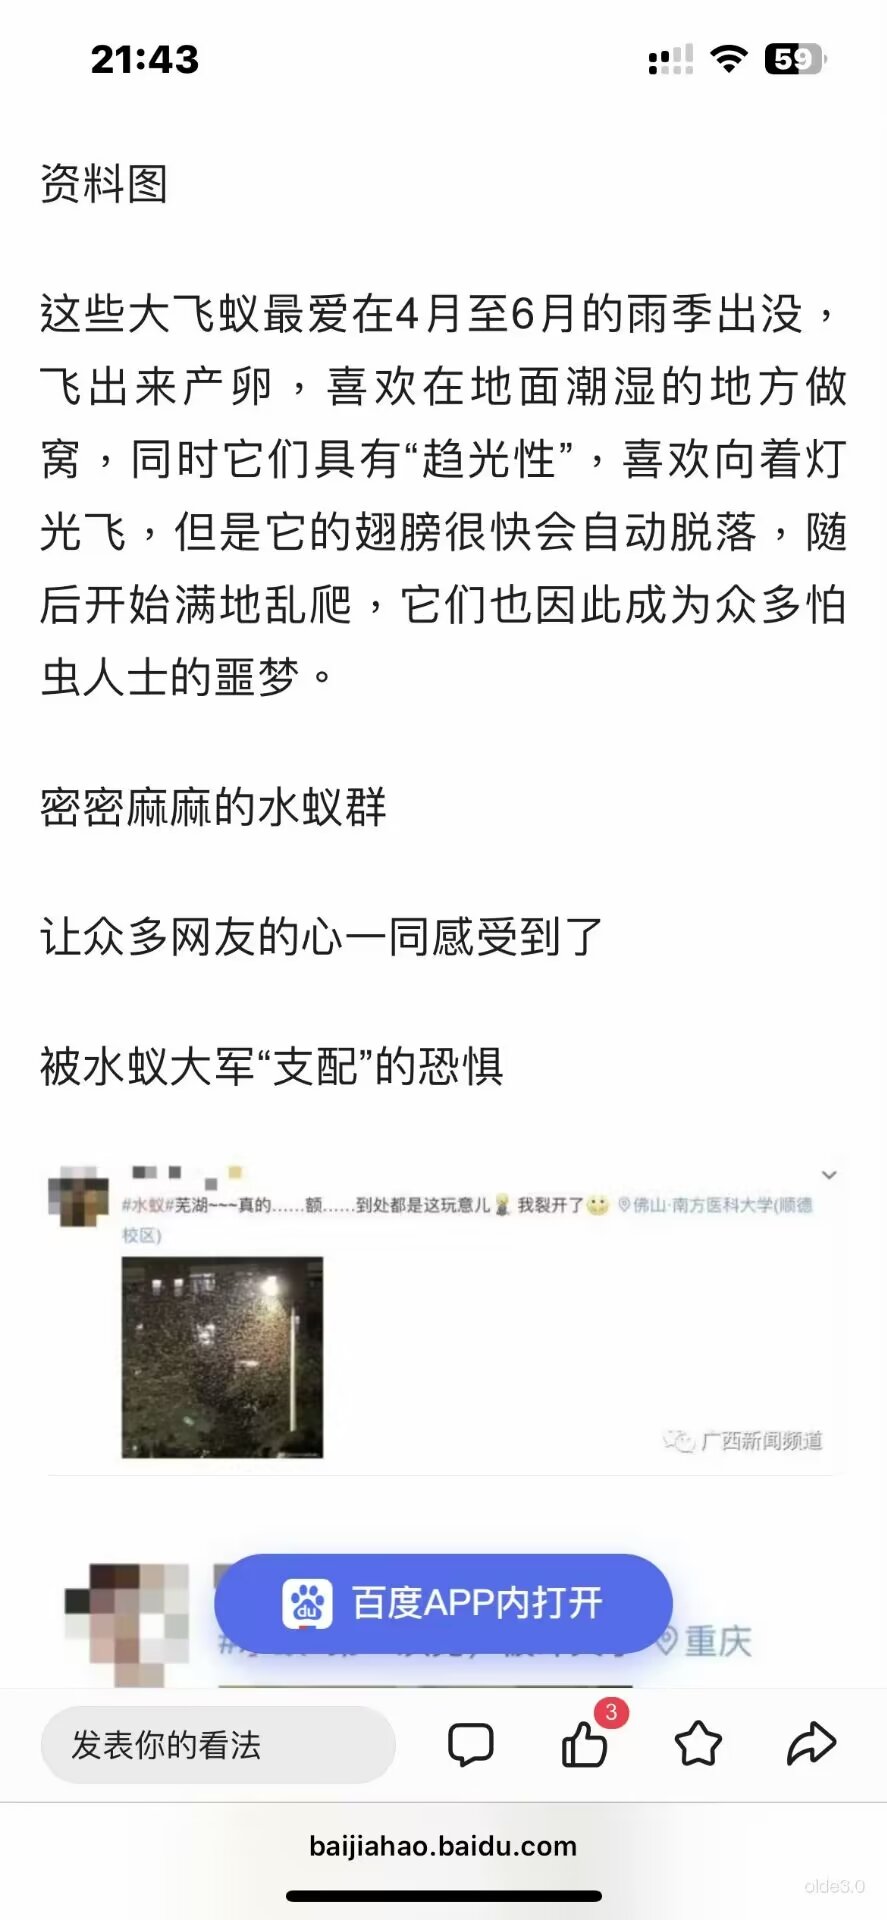 21:43
59
资料图
这些大飞蚁最爱在4月至6月的雨季出没，
飞出来产卵，喜欢在地面潮湿的地方做
窝，同时它们具有“趋光性”，喜欢向着灯
光飞，但是它的翅膀很快会自动脱落，随
后开始满地乱爬，它们也因此成为众多怕
虫人士的噩梦。
密密麻麻的水蚁群
让众多网友的心一同感受到了
被水蚁大军“支配”的恐惧
#水蚁#芜湖~~~真的……额……到处都是这玩意儿 我裂开了 佛山·南方医科大学(顺德
校区)
广西新闻频道
du 百度APP内打开
重庆
3
发表你的看法
baijiahao.baidu.com
olde3.0